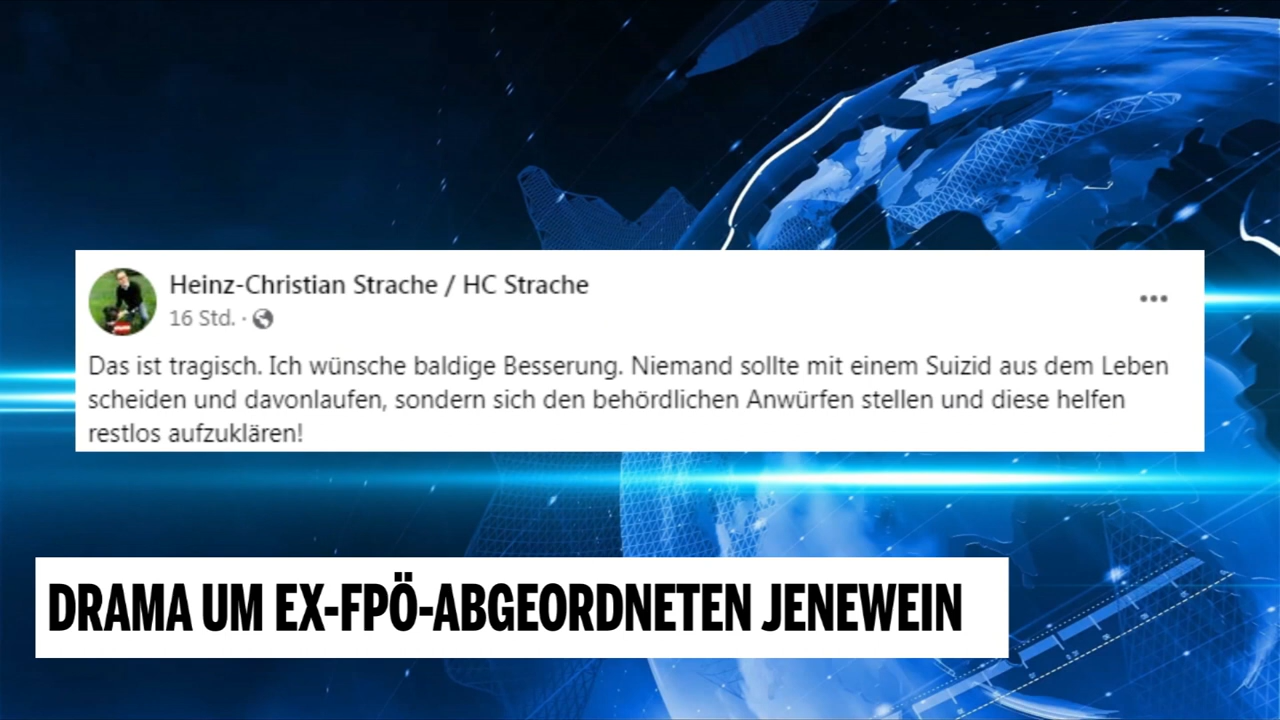 Heinz-Christian Strache / HC Strache
16 Std. ·
Das ist tragisch. Ich wünsche baldige Besserung. Niemand sollte mit einem Suizid aus dem Leben
scheiden und davonlaufen, sondern sich den behördlichen Anwürfen stellen und diese helfen
restlos aufzuklären!
DRAMA UM EX-FPÖ-ABGEORDNETEN JENEWEIN